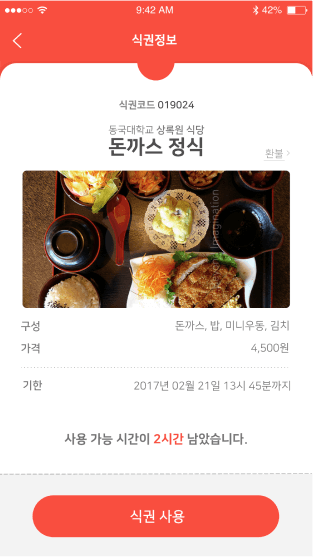 9:42 AM
42%
식권정보
식권코드 019024
동국대학교 상록원 식당
돈까스 정식
환불 >
Imagination
구성 돈까스, 밥, 미니우동, 김치
가격 4,500원
기한 2017년 02월 21일 13시 45분까지
사용 가능 시간이 2시간 남았습니다.
식권 사용